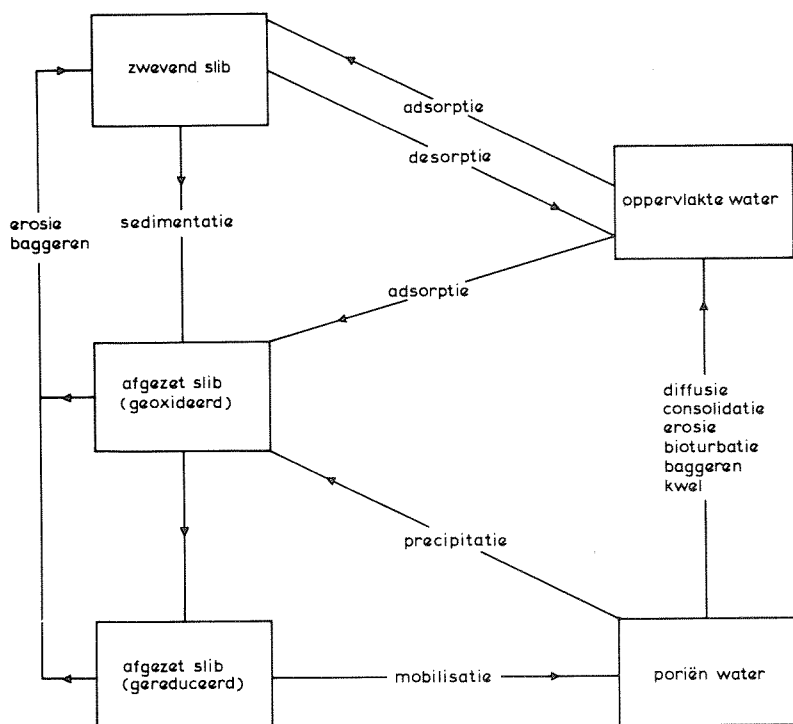 zwevend slib
adsorptie
desorptie
oppervlakte water
erosie
baggeren
sedimentatie
adsorptie
afgezet slib
(geoxideerd)
diffusie
consolidatie
erosie
bioturbatie
baggeren
kwel
precipitatie
afgezet slib
(gereduceerd)
mobilisatie
poriën water